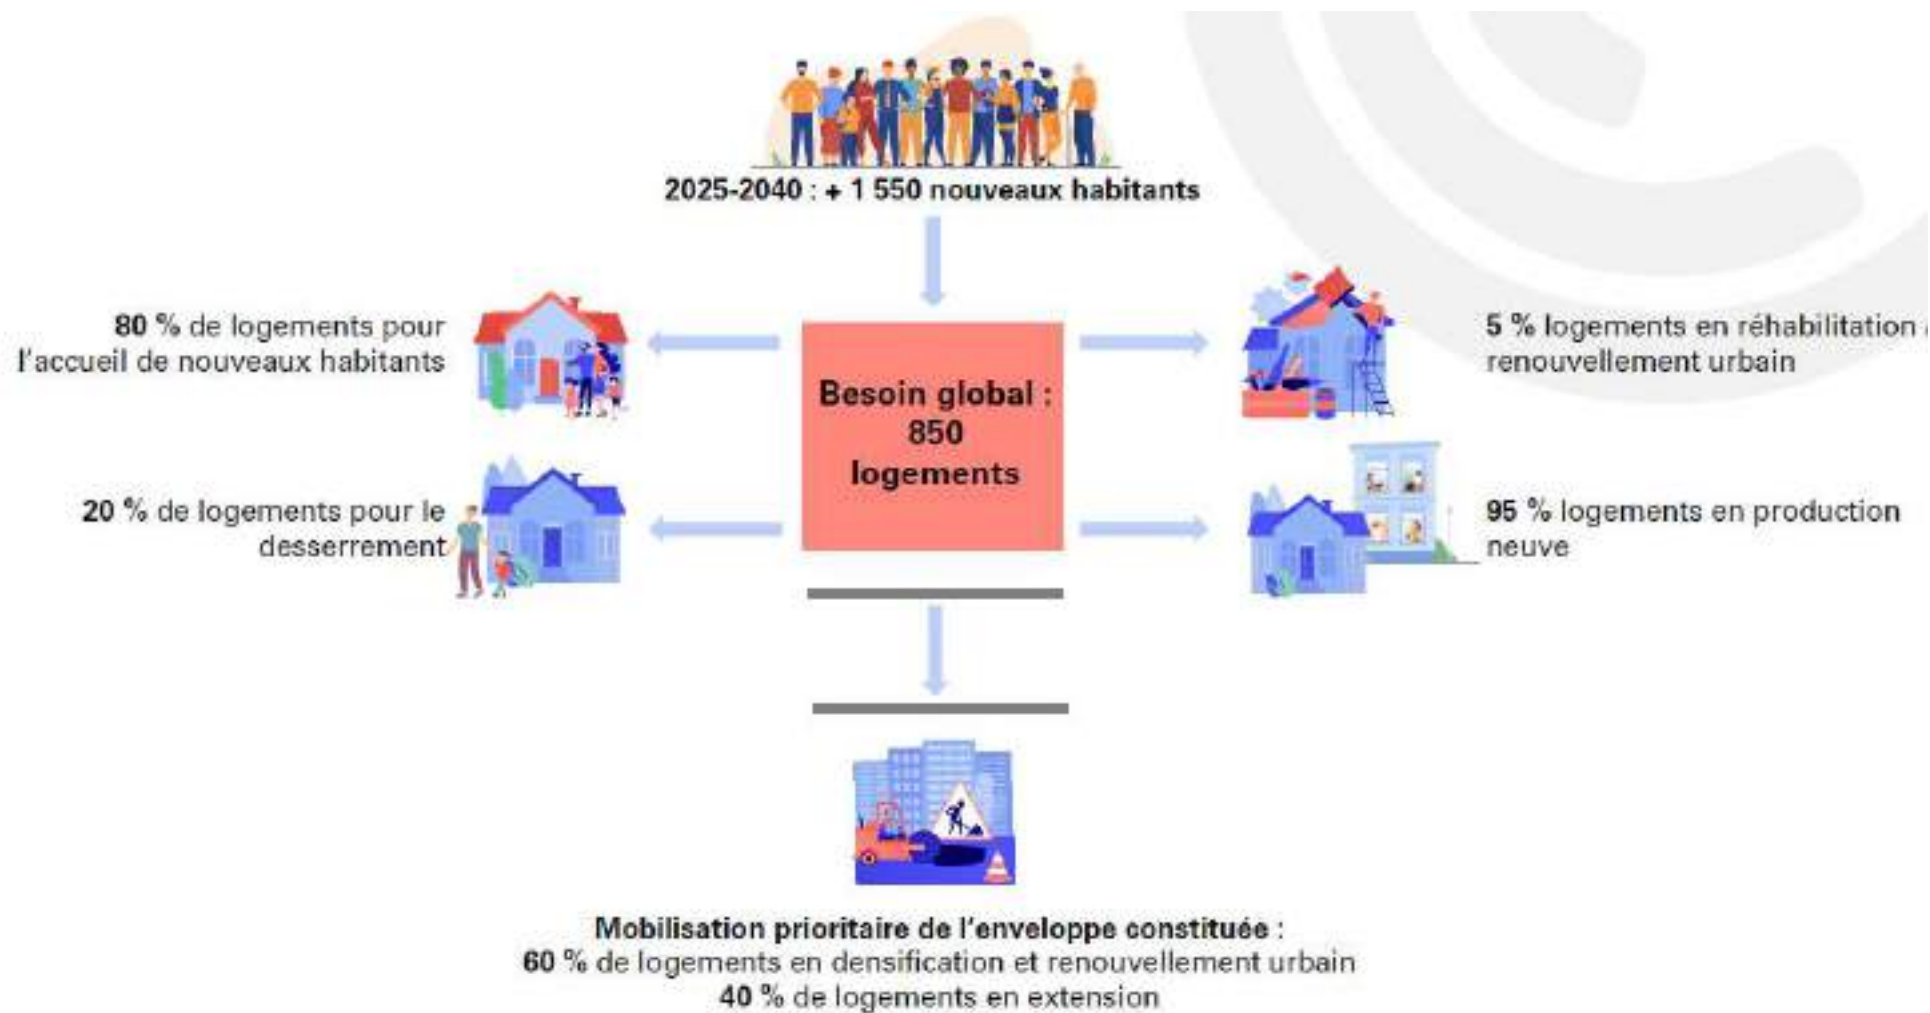 2025-2040 : + 1 550 nouveaux habitants
80 % de logements pour
l'accueil de nouveaux habitants
20 % de logements pour le
desserrement
Besoin global :
850
logements
5 % logements en réhabilitation
renouvellement urbain
95 % logements en production
neuve
Mobilisation prioritaire de l'enveloppe constituée :
60 % de logements en densification et renouvellement urbain
40 % de logements en extension